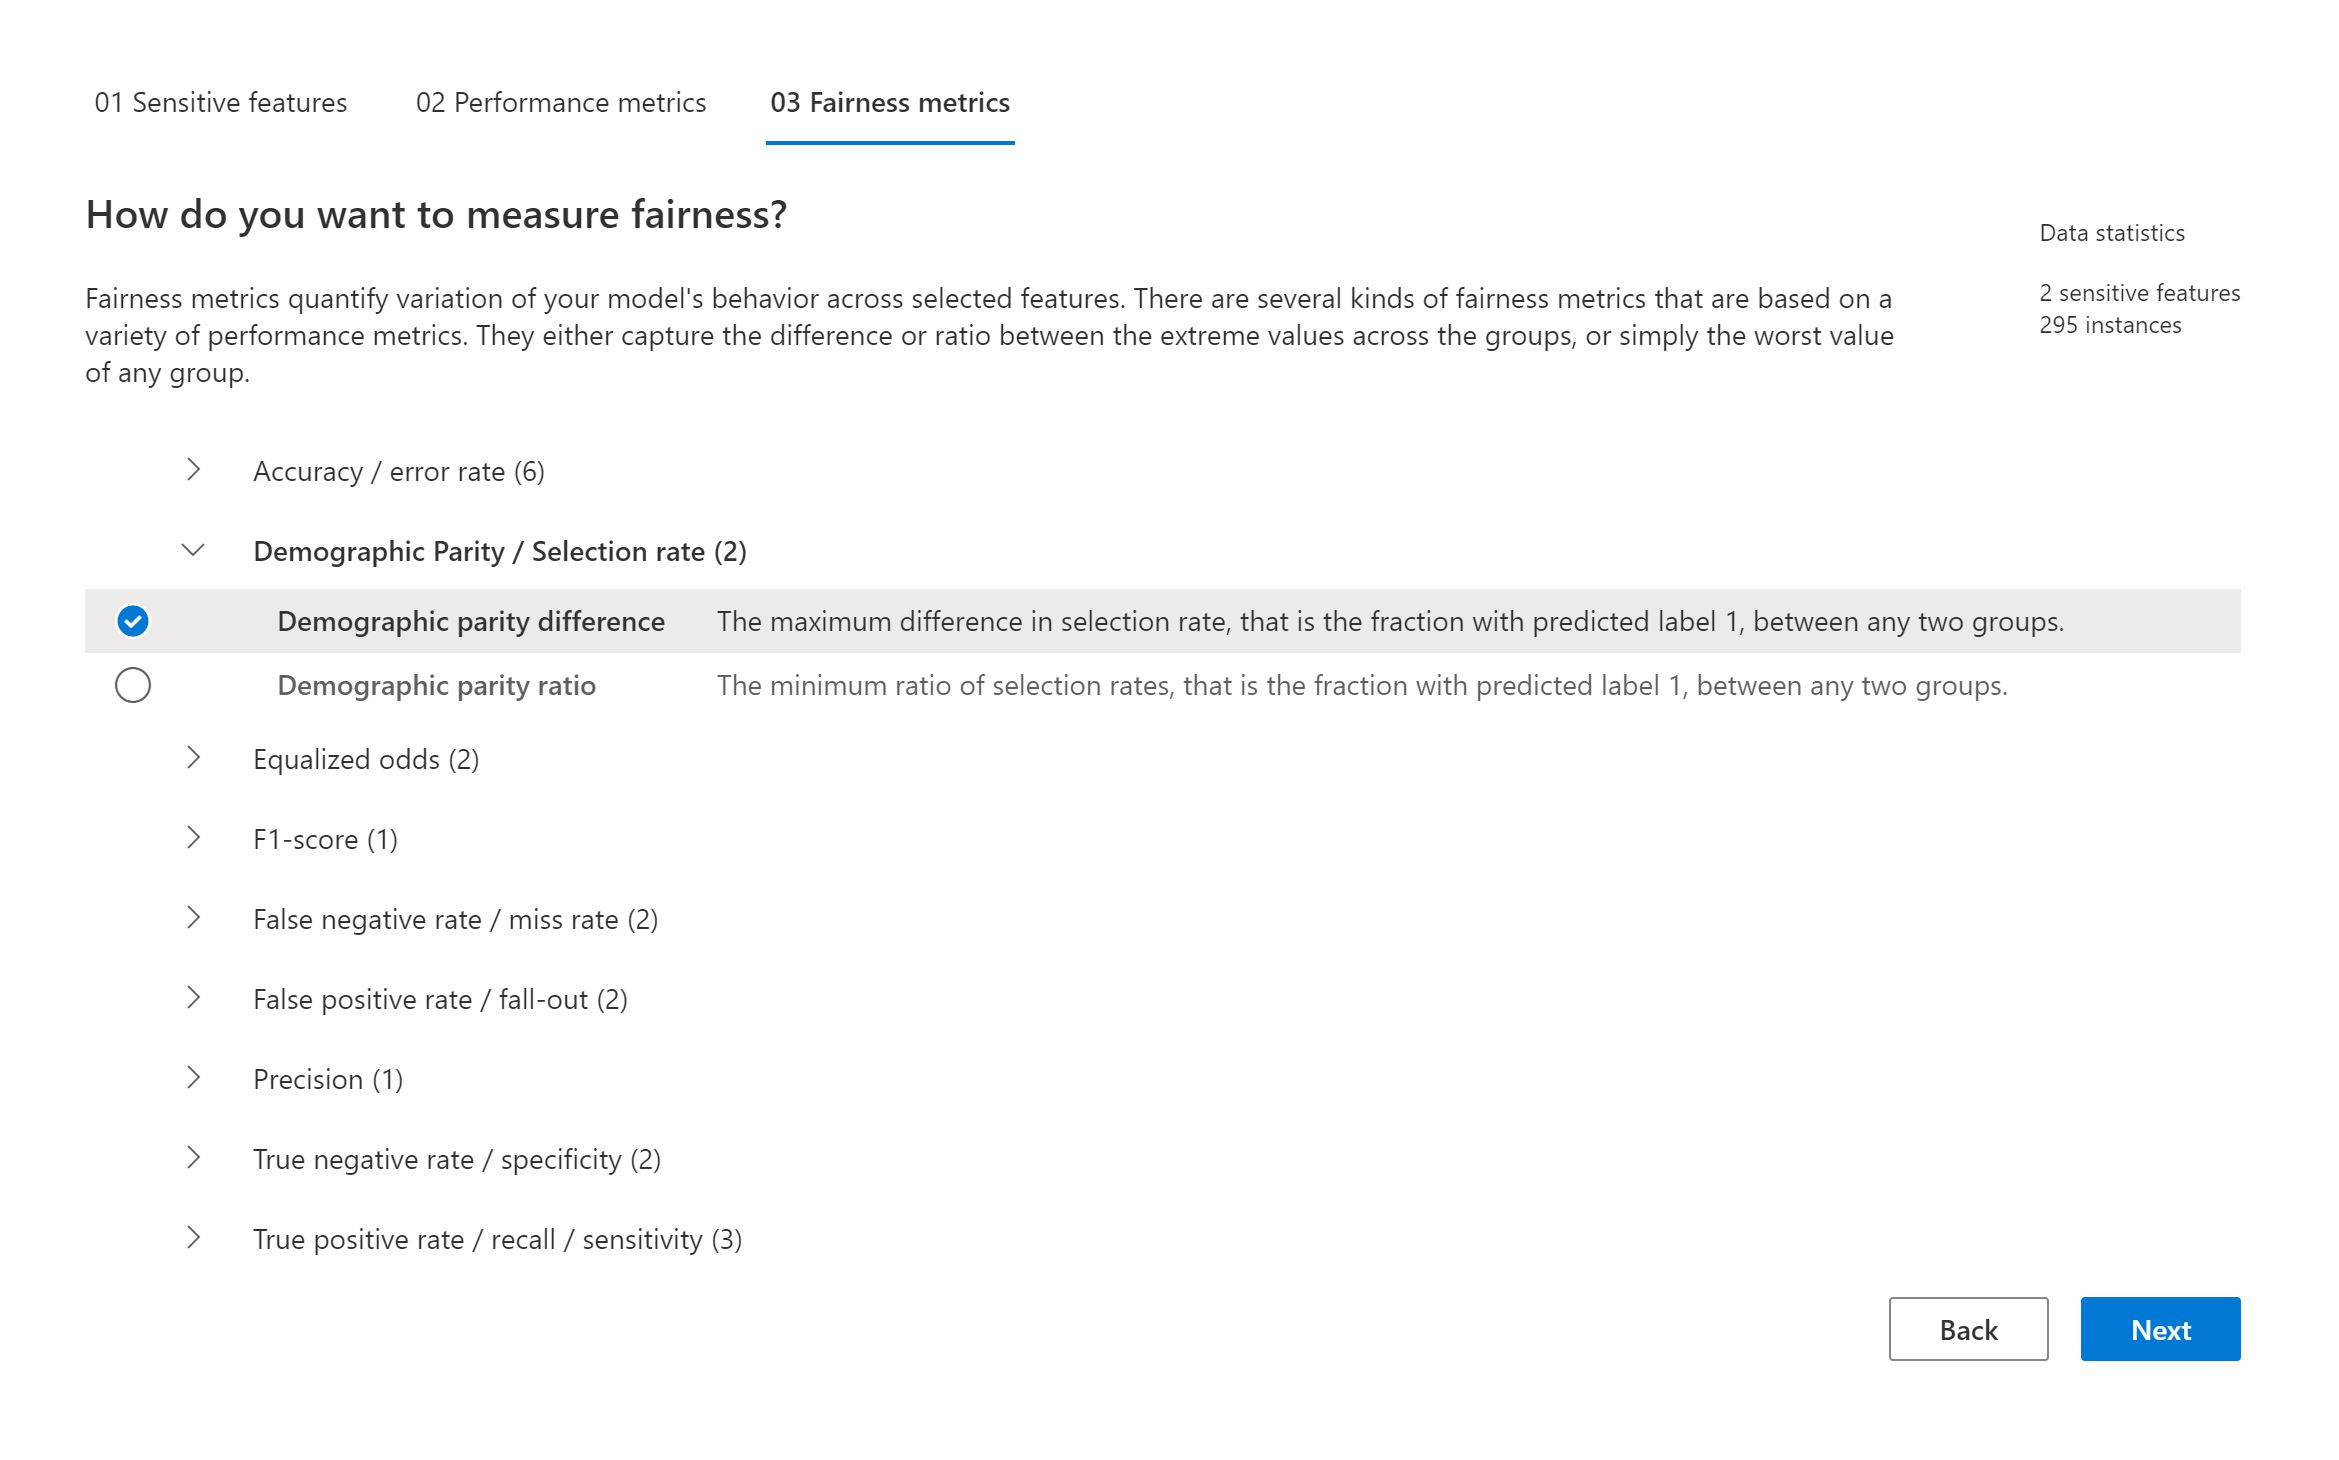 01 Sensitive features
02 Performance metrics
03 Fairness metrics
How do you want to measure fairness?
Data statistics
2 sensitive features
295 instances
Fairness metrics quantify variation of your model's behavior across selected features. There are several kinds of fairness metrics that are based on a
variety of performance metrics. They either capture the difference or ratio between the extreme values across the groups, or simply the worst value
of any group.
Accuracy / error rate (6)
Demographic Parity / Selection rate (2)
Demographic parity difference The maximum difference in selection rate, that is the fraction with predicted label 1, between any two groups.
Demographic parity ratio The minimum ratio of selection rates, that is the fraction with predicted label 1, between any two groups.
Equalized odds (2)
F1-score (1)
False negative rate / miss rate (2)
False positive rate / fall-out (2)
Precision (1)
True negative rate / specificity (2)
True positive rate / recall / sensitivity (3)
Back
Next